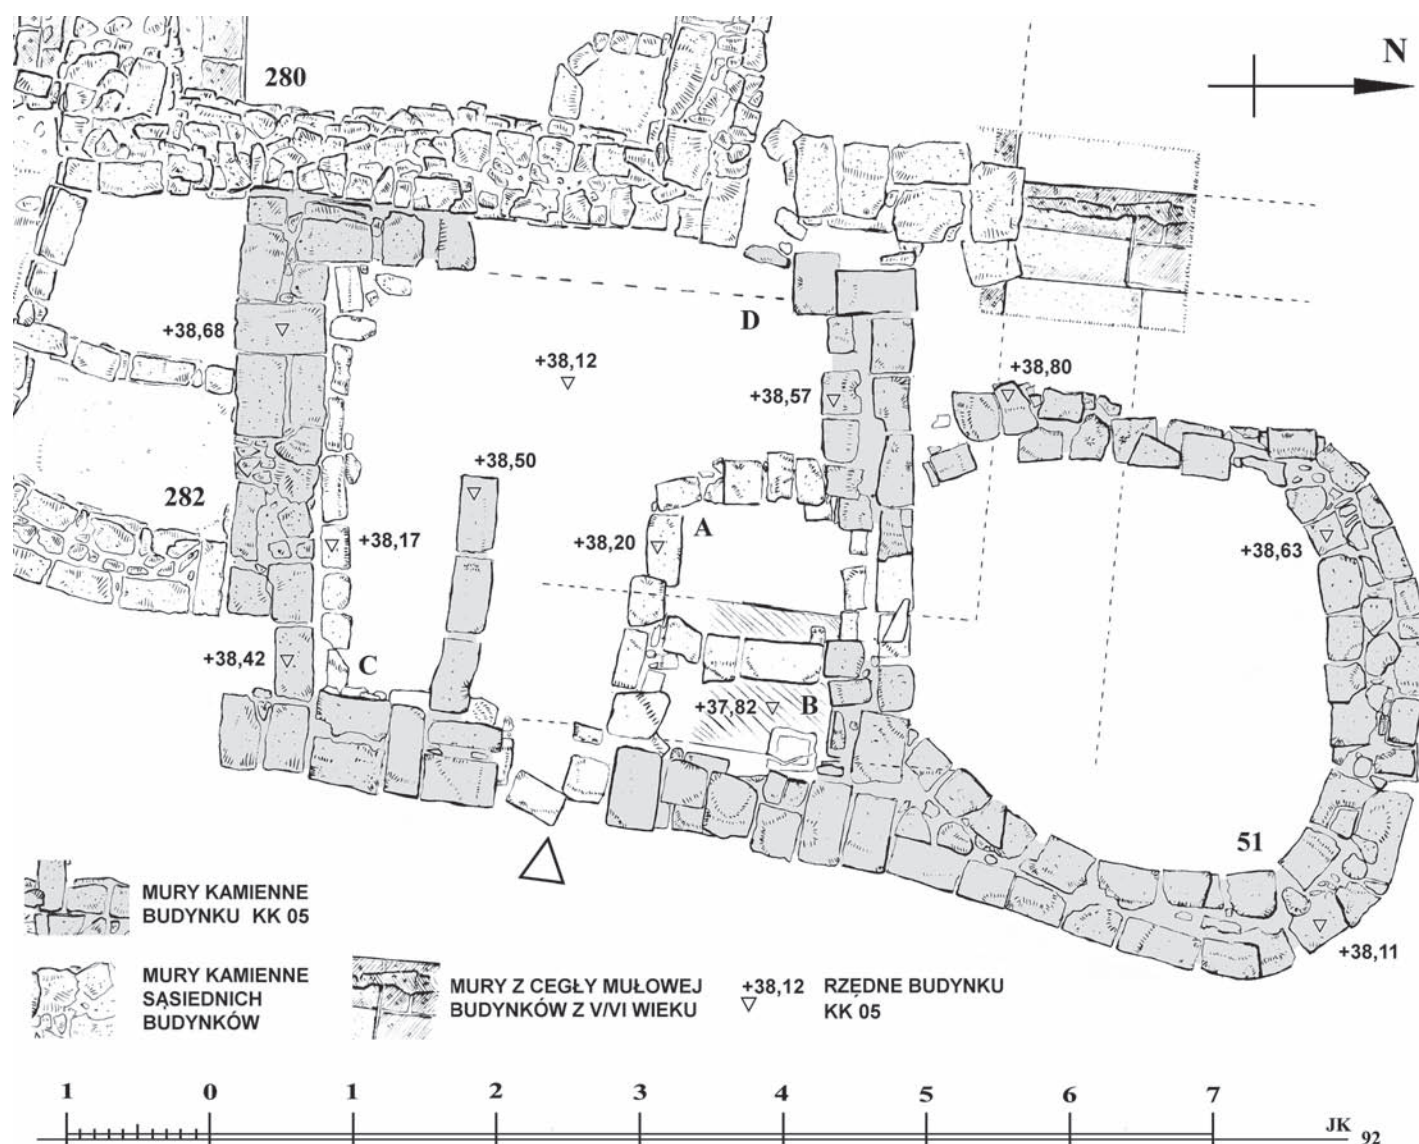 280
N
+38,68
+38,12
D
+38,57
+38,80
282
+38,50
+38,17
+38,20
A
+38,63
+38,42
C
+37,82
B
51
+38,11
MURY KAMIENNE
BUDYNKU KK 05
MURY KAMIENNE
SĄSIEDNICH
BUDYNKÓW
MURY Z CEGŁY MUŁOWEJ
BUDYNKÓW Z V/VI WIEKU
+38,12 RZĘDNE BUDYNKU
KK 05
1 0 1 2 3 4 5 6 7
JK 92